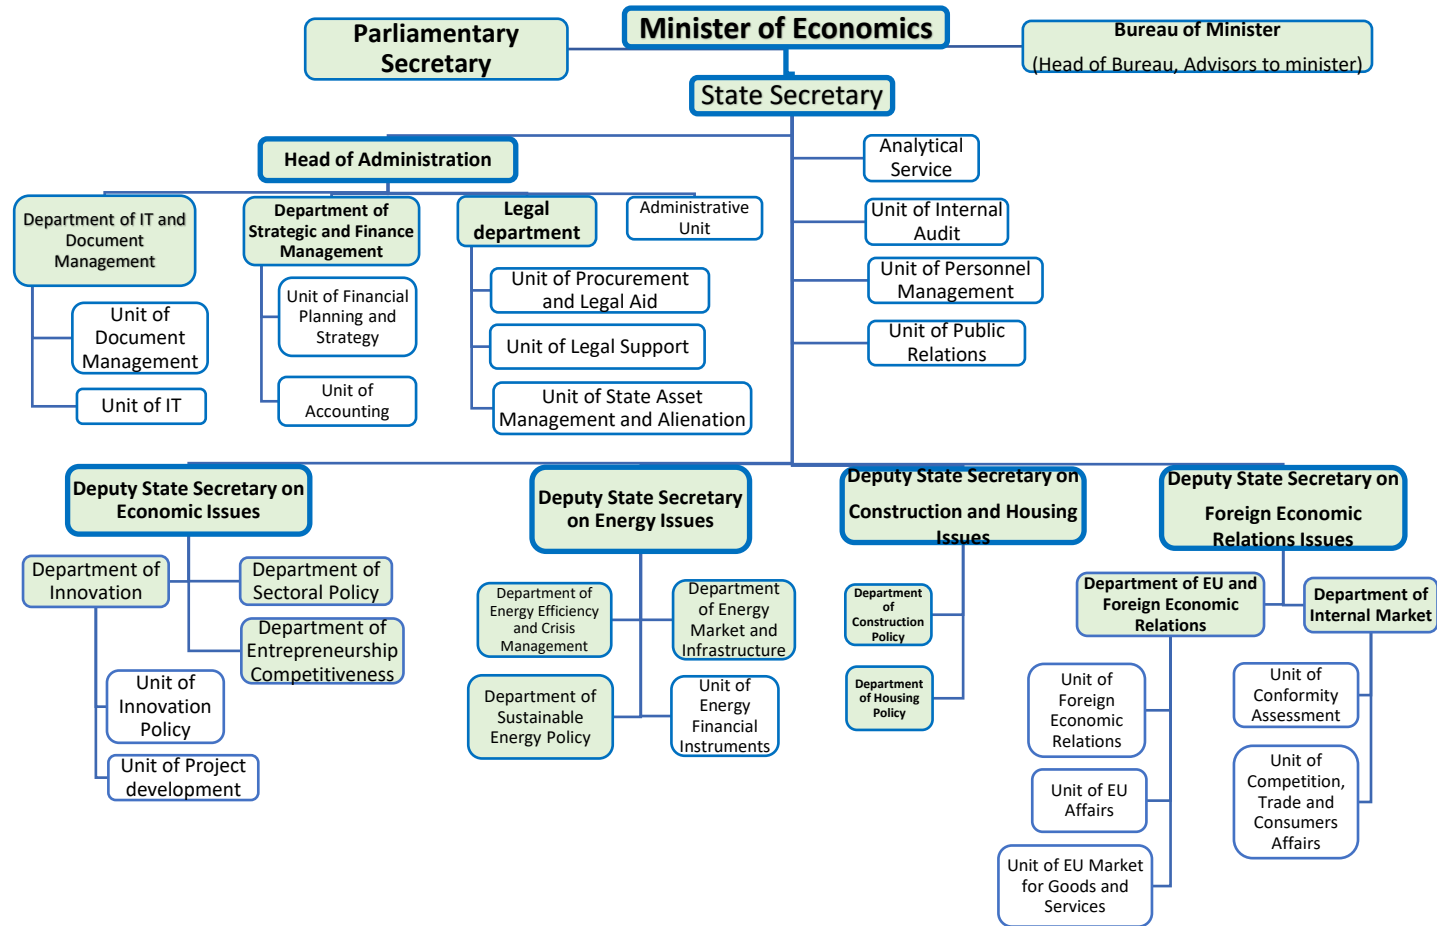 Parliamentary
Secretary
Minister of Economics
Bureau of Minister
(Head of Bureau, Advisors to minister)
State Secretary
Head of Administration
Analytical
Service
Unit of Internal
Audit
Unit of Personnel
Management
Unit of Public
Relations
Department of IT and
Document
Management
Unit of
Document
Management
Unit of IT
Department of
Strategic and Finance
Management
Unit of Financial
Planning and
Strategy
Unit of
Accounting
Legal
department
Unit of Procurement
and Legal Aid
Unit of Legal Support
Unit of State Asset
Management and Alienation
Administrative
Unit
Deputy State Secretary on
Economic Issues
Department of
Innovation
Department of
Sectoral Policy
Department of
Entrepreneurship
Competitiveness
Unit of
Innovation
Policy
Unit of Project
development
Deputy State Secretary
on Energy Issues
Department of
Energy Efficiency
and Crisis
Management
Department
of Energy
Market and
Infrastructure
Department of
Sustainable
Energy Policy
Unit of
Energy
Financial
Instruments
Deputy State Secretary on
Construction and Housing
Issues
Department
of
Construction
Policy
Department
of Housing
Policy
Deputy State Secretary on
Foreign Economic
Relations Issues
Department of EU and
Foreign Economic
Relations
Department of
Internal Market
Unit of
Foreign
Economic
Relations
Unit of EU
Affairs
Unit of EU Market
for Goods and
Services
Unit of
Conformity
Assessment
Unit of
Competition,
Trade and
Consumers
Affairs